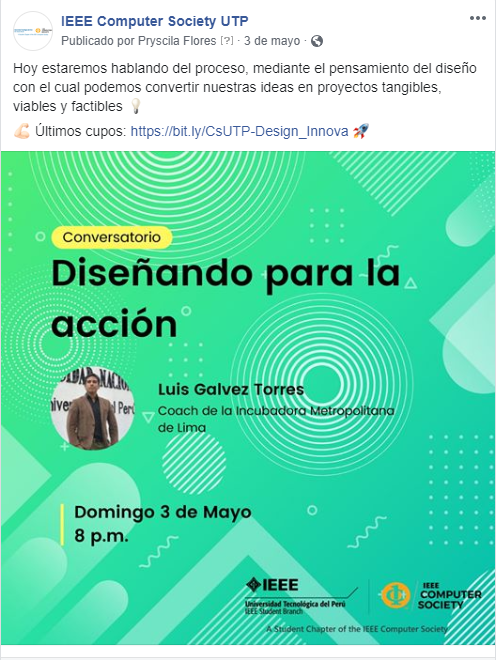 IEEE Computer Society UTP
Publicado por Pryscila Flores [?] · 3 de mayo ·
Hoy estaremos hablando del proceso, mediante el pensamiento del diseño
con el cual podemos convertir nuestras ideas en proyectos tangibles,
viables y factibles 💡
💪🏻 Últimos cupos: https://bit.ly/CsUTP-Design_Innova 🚀
Conversatorio
Diseñando para la
acción
Luis Galvez Torres
Coach de la Incubadora Metropolitana
de Lima
Domingo 3 de Mayo
8 p.m.
IEEE
Universidad Tecnológica del Perú
IEEE Student Branch
IEEE
COMPUTER
SOCIETY
A Student Chapter of the IEEE Computer Society